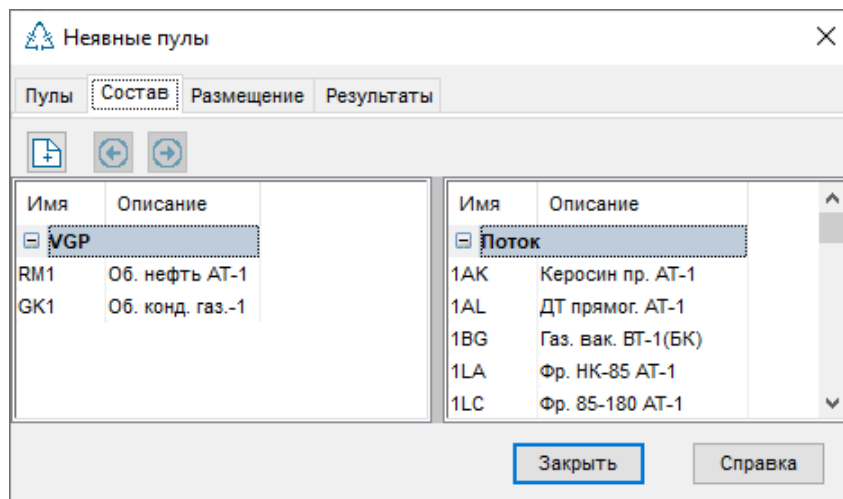 Неявные пулы
Пулы Состав Размещение Результаты
Имя Описание
VGP
RM1 Об. нефть АТ-1
GK1 Об. конд. газ.-1
Имя Описание
Поток
1AK Керосин пр. АТ-1
1AL ДТ прямог. АТ-1
1BG Газ. вак. ВТ-1(БК)
1LA Фр. НК-85 АТ-1
1LC Фр. 85-180 АТ-1
Закрыть Справка